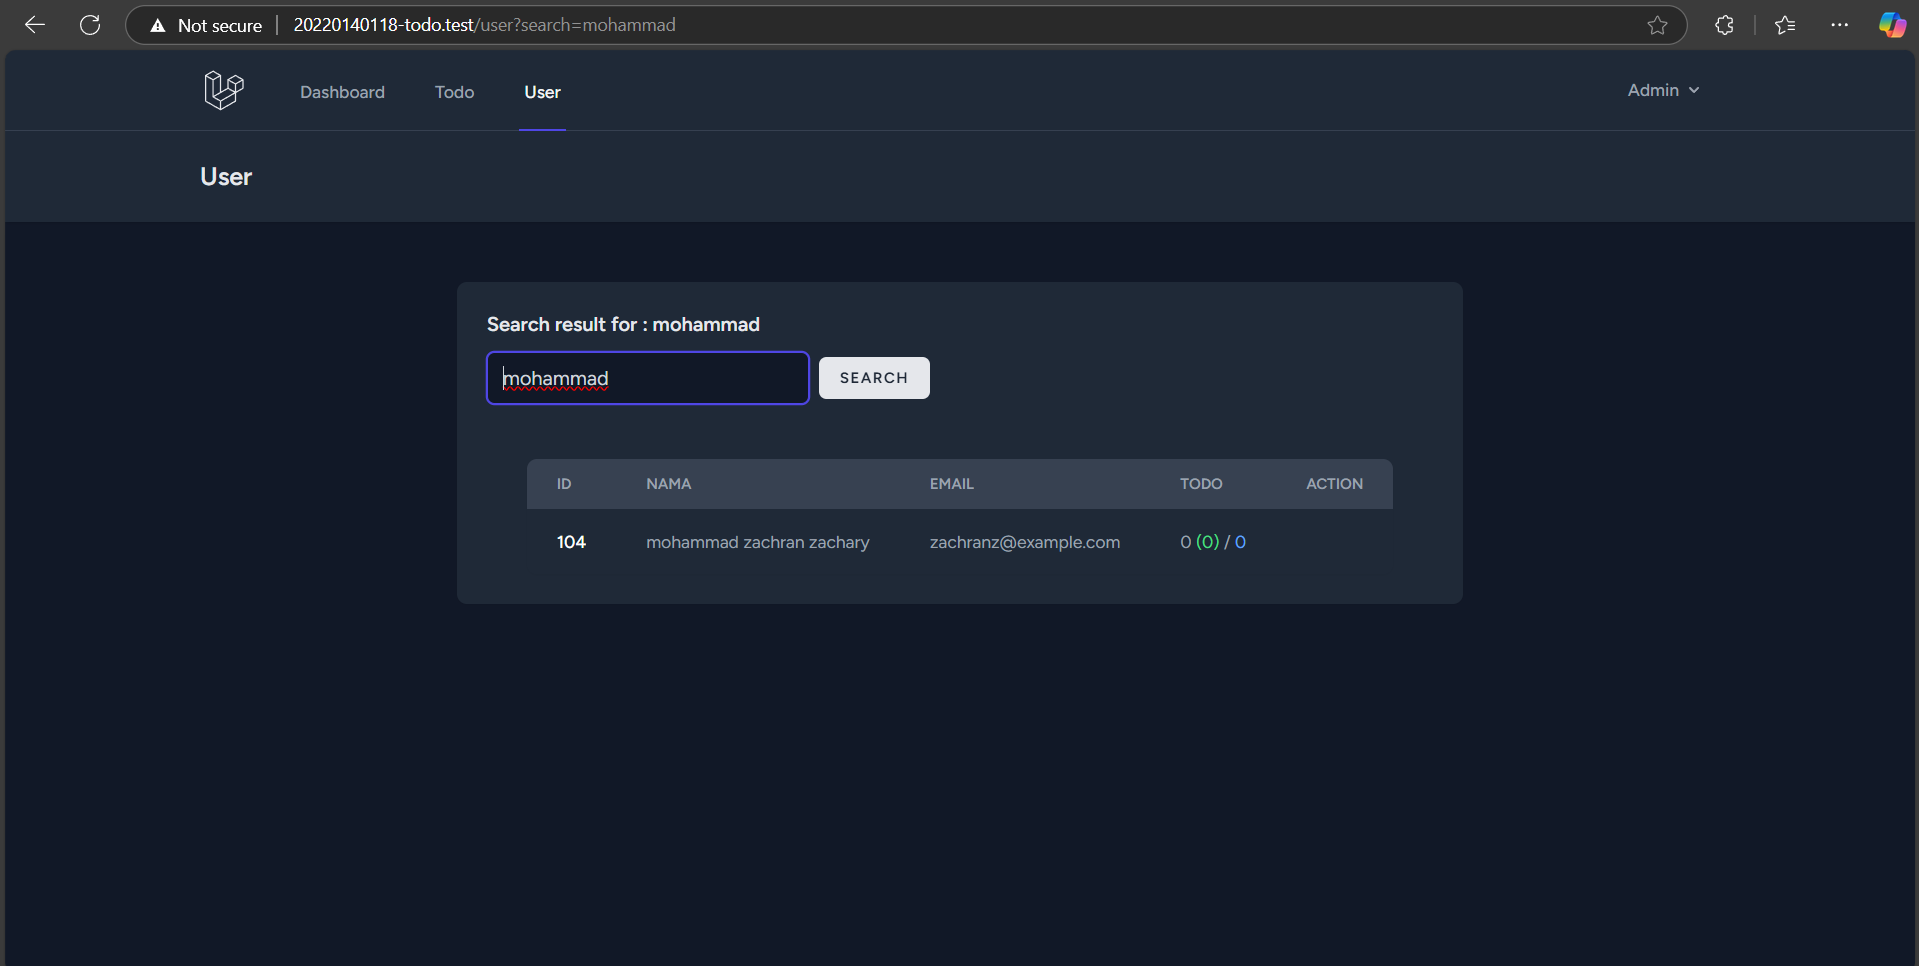 Not secure 20220140118-todo.test/user?search=mohammad
Dashboard Todo User Admin
User
Search result for : mohammad
mohammad SEARCH
ID NAMA EMAIL TODO ACTION
104 mohammad zachran zachary zachranz@example.com 0 (0) / 0